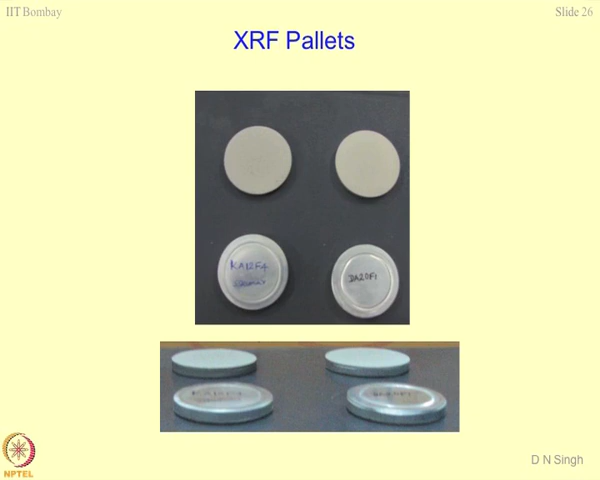 IIT Bombay
Slide 26
XRF Pallets
KA12F4
DA20F1
D N Singh
NPTEL